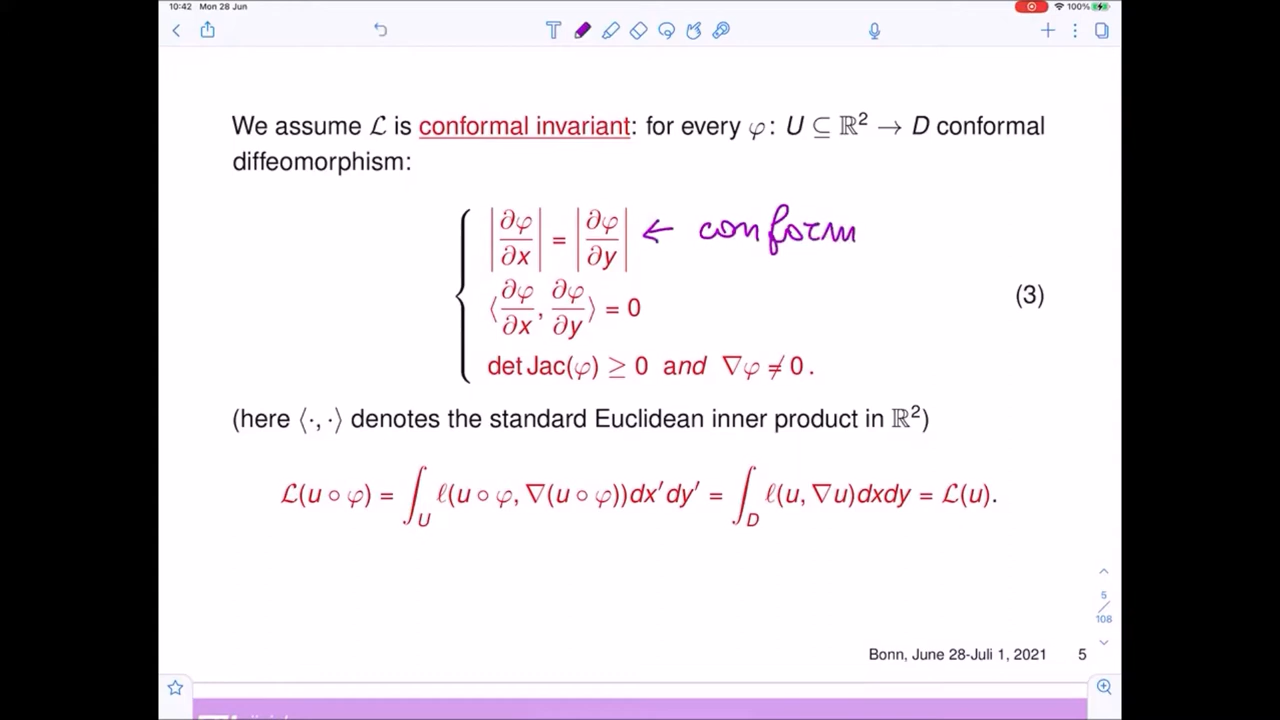 10:42 Mon 28 Jun 100%
We assume ℒ is conformal invariant: for every φ: U ⊆ ℝ² → D conformal
diffeomorphism:
|∂φ/∂x| = |∂φ/∂y| ← conform
⟨∂φ/∂x, ∂φ/∂y⟩ = 0
(3)
det Jac(φ) ≥ 0 and ∇φ ≠ 0.
(here ⟨·,·⟩ denotes the standard Euclidean inner product in ℝ²)
ℒ(u ∘ φ) = ∫_U ℓ(u ∘ φ, ∇(u ∘ φ))dx′dy′ = ∫_D ℓ(u, ∇u)dxdy = ℒ(u).
5
/
108
Bonn, June 28-Juli 1, 2021 5